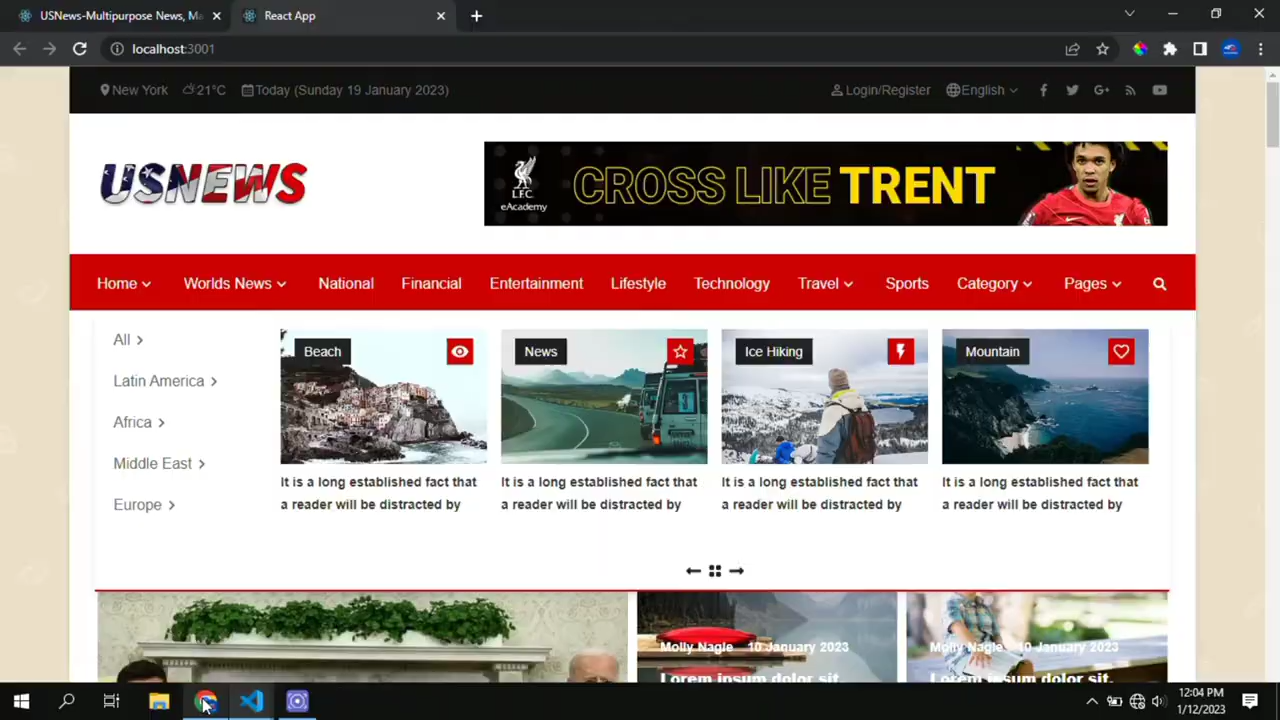 USNews-Multipurpose News, Ma
React App
localhost:3001
New York 21°C Today (Sunday 19 January 2023) Login/Register English
USNEWS
L.F.C.
eAcademy
CROSS LIKE TRENT
Home Worlds News National Financial Entertainment Lifestyle Technology Travel Sports Category Pages
All
Latin America
Africa
Middle East
Europe
Beach
It is a long established fact that
a reader will be distracted by
News
It is a long established fact that
a reader will be distracted by
Ice Hiking
It is a long established fact that
a reader will be distracted by
Mountain
It is a long established fact that
a reader will be distracted by
Molly Nagle 10 January 2023
Lorem ipsum dolor sit.
Molly Nagle 10 January 2023
Lorem ipsum dolor sit.
12:04 PM
1/12/2023